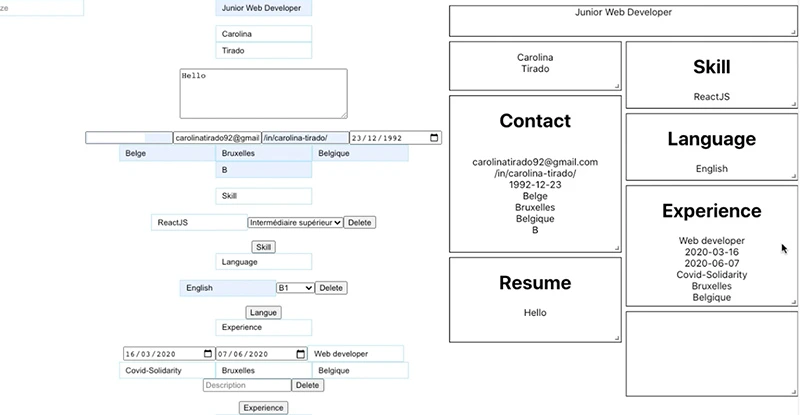 ze
Junior Web Developer
Carolina
Tirado
Hello
carolinatirado92@gmail /in/carolina-tirado/ 23/12/1992
Belge Bruxelles Belgique
B
Skill
ReactJS Intermédiaire supérieur Delete
Skill
Language
English B1 Delete
Langue
Experience
16/03/2020 07/06/2020 Web developer
Covid-Solidarity Bruxelles Belgique
Description Delete
Experience
Junior Web Developer
Carolina
Tirado
Contact
carolinatirado92@gmail.com
/in/carolina-tirado/
1992-12-23
Belge
Bruxelles
Belgique
B
Resume
Hello
Skill
ReactJS
Language
English
Experience
Web developer
2020-03-16
2020-06-07
Covid-Solidarity
Bruxelles
Belgique